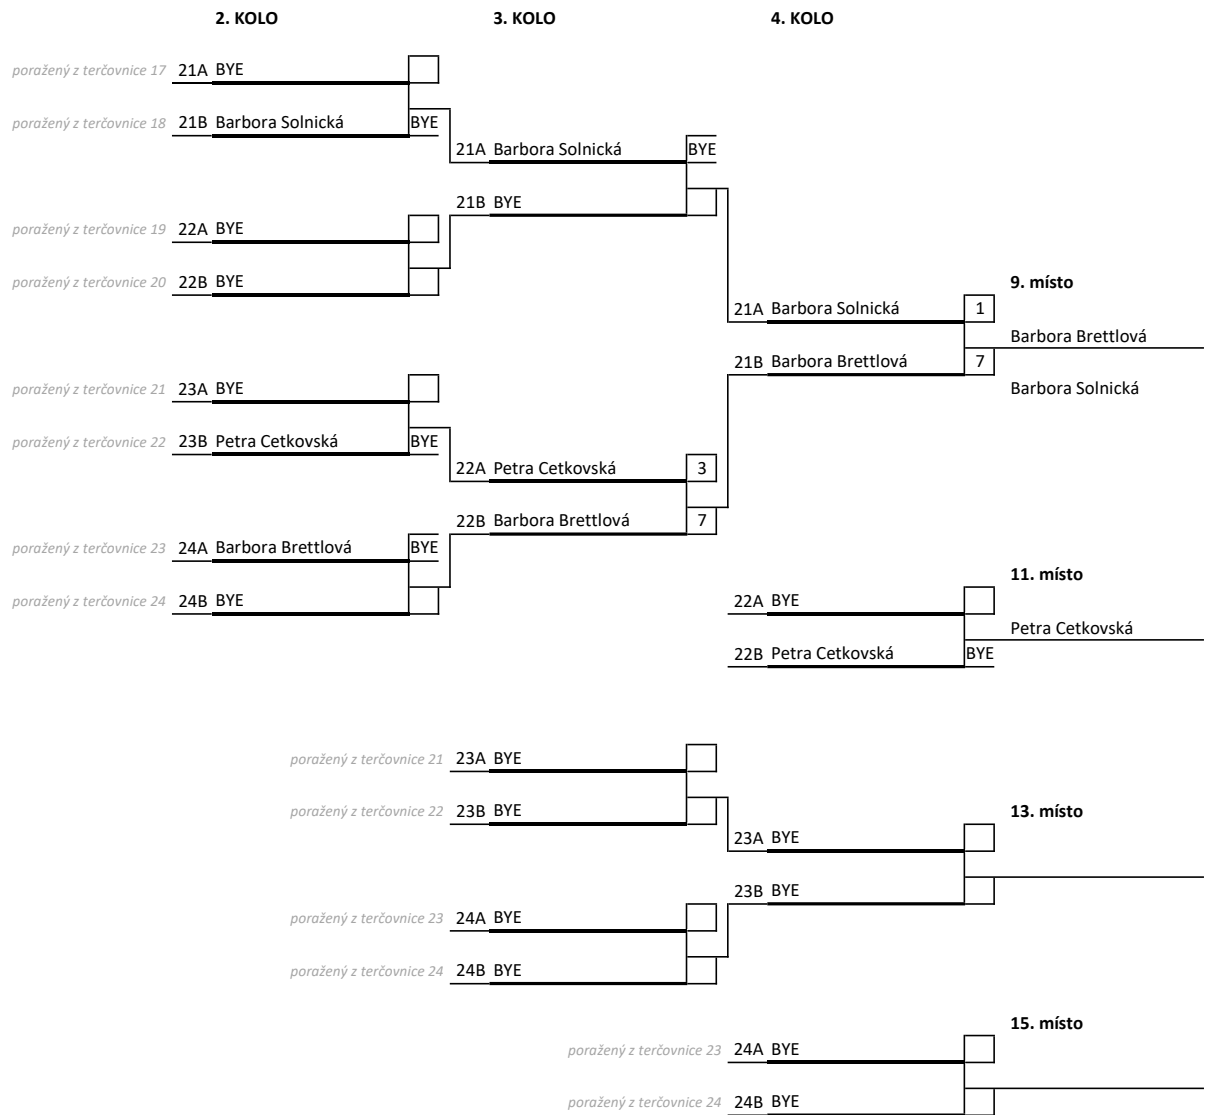 2. KOLO 3. KOLO 4. KOLO
poražený z terčovnice 17 21A BYE
poražený z terčovnice 18 21B Barbora Solnická BYE
21A Barbora Solnická BYE
21B BYE
poražený z terčovnice 19 22A BYE
poražený z terčovnice 20 22B BYE
9. místo
21A Barbora Solnická 1
Barbora Brettlová
21B Barbora Brettlová 7
poražený z terčovnice 21 23A BYE
Barbora Solnická
poražený z terčovnice 22 23B Petra Cetkovská BYE
22A Petra Cetkovská 3
22B Barbora Brettlová 7
poražený z terčovnice 23 24A Barbora Brettlová BYE
11. místo
poražený z terčovnice 24 24B BYE
22A BYE
Petra Cetkovská
22B Petra Cetkovská BYE
poražený z terčovnice 21 23A BYE
poražený z terčovnice 22 23B BYE
13. místo
23A BYE
23B BYE
poražený z terčovnice 23 24A BYE
poražený z terčovnice 24 24B BYE
15. místo
poražený z terčovnice 23 24A BYE
poražený z terčovnice 24 24B BYE